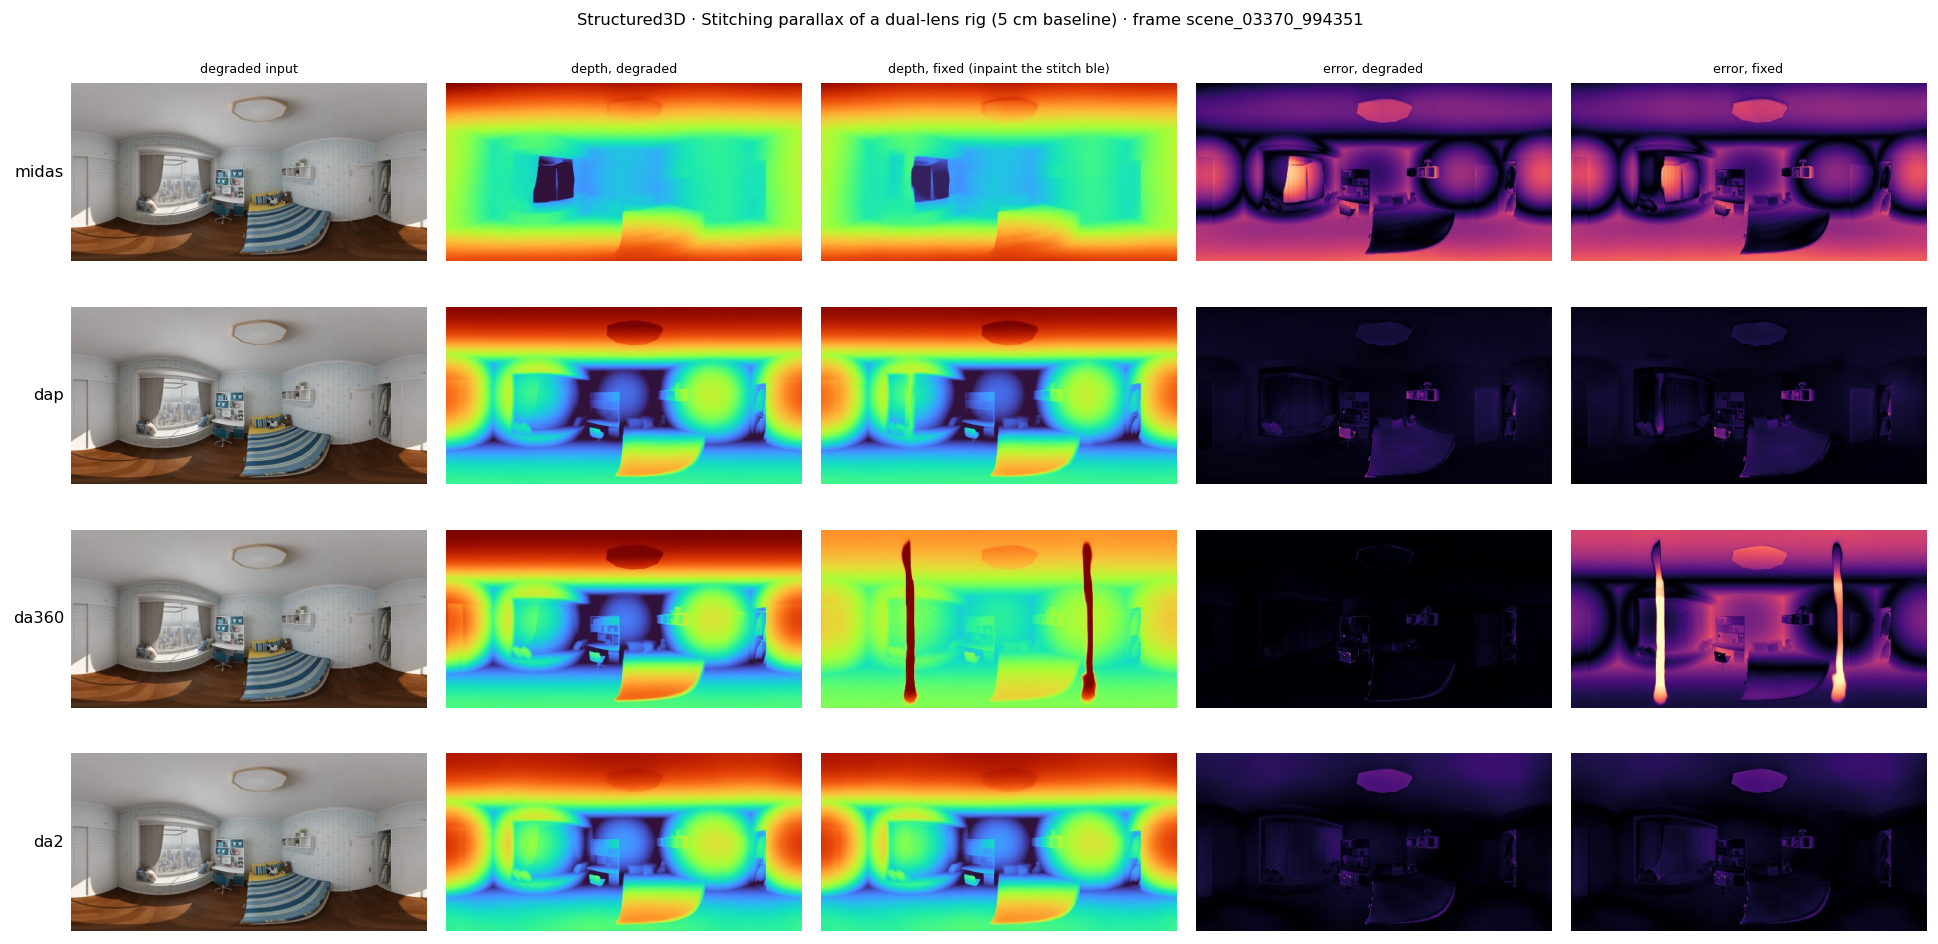 Structured3D · Stitching parallax of a dual-lens rig (5 cm baseline) · frame scene_03370_994351
degraded input
depth, degraded
depth, fixed (inpaint the stitch ble)
error, degraded
error, fixed
midas
dap
da360
da2